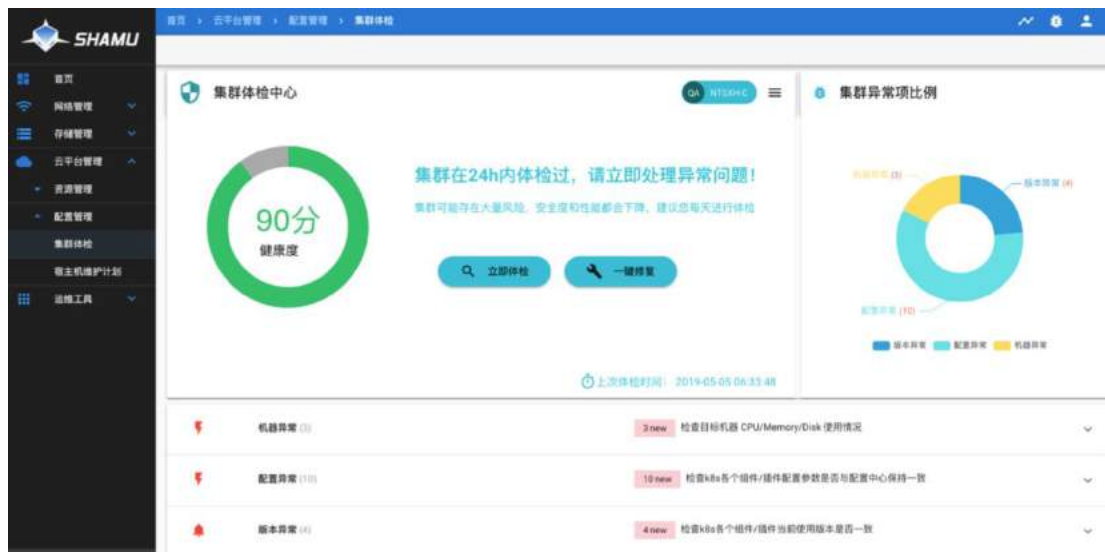 SHAMU
首页 › 云平台管理 › 配置管理 › 集群体检
首页
网络管理
存储管理
云平台管理
资源管理
配置管理
集群体检
宿主机维护计划
运维工具
集群体检中心
QA
90分
健康度
集群在24h内体检过，请立即处理异常问题！
集群可能存在大量风险，安全度和性能都会下降，建议您每天进行体检
立即体检
一键修复
上次体检时间： 2019-05-05 06:33:48
集群异常项比例
机器异常 (3)
版本异常 (4)
配置异常 (10)
版本异常 配置异常 机器异常
机器异常 (3) 3 new 检查目标机器 CPU/Memory/Disk 使用情况
配置异常 (10) 10 new 检查k8s各个组件/插件配置参数是否与配置中心保持一致
版本异常 (4) 4 new 检查k8s各个组件/插件当前使用版本是否一致